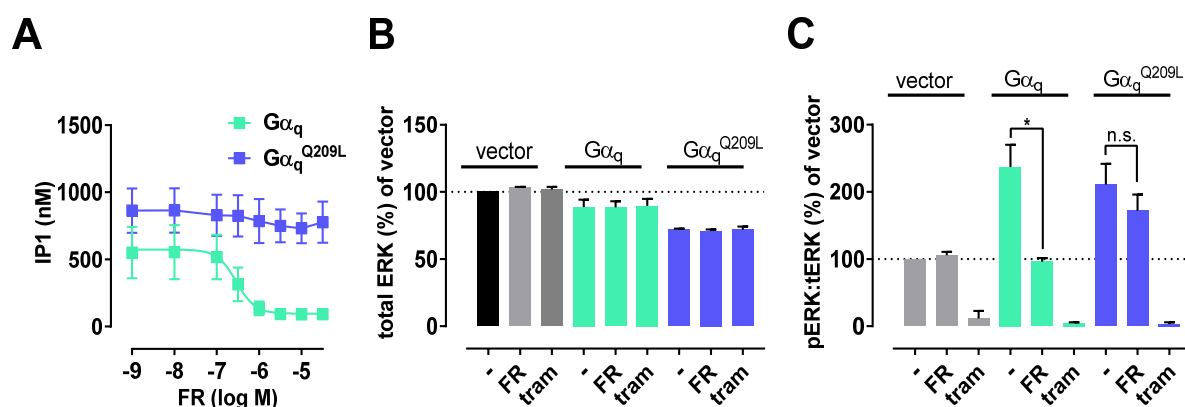 A
1500
1000
500
0
IP1 (nM)
-9 -8 -7 -6 -5
FR (log M)
Gαq
GαqQ209L
B
150
100
50
0
total ERK (%) of vector
vector Gαq GαqQ209L
- FR tram - FR tram - FR tram
C
vector Gαq GαqQ209L
300
200
100
0
pERK:tERK (%) of vector
* n.s.
- FR tram - FR tram - FR tram